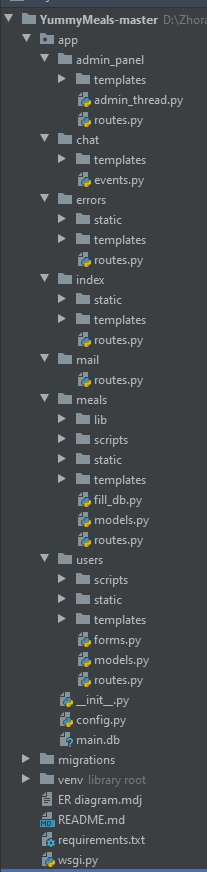 YummyMeals-master D:\Zhora
app
admin_panel
templates
admin_thread.py
routes.py
chat
templates
events.py
errors
static
templates
routes.py
index
static
templates
routes.py
mail
routes.py
meals
lib
scripts
static
templates
fill_db.py
models.py
routes.py
users
scripts
static
templates
forms.py
models.py
routes.py
__init__.py
config.py
main.db
migrations
venv library root
ER diagram.mdj
README.md
requirements.txt
wsgi.py